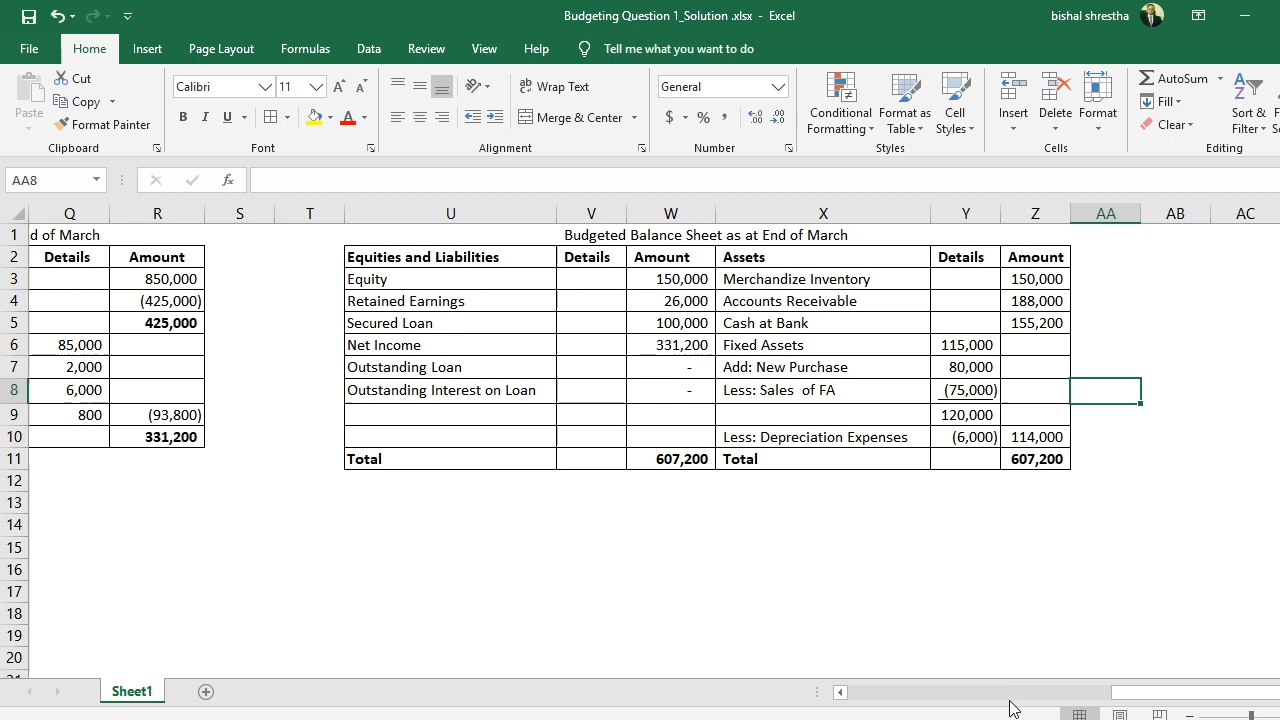 Budgeting Question 1_Solution .xlsx - Excel
bishal shrestha
File Home Insert Page Layout Formulas Data Review View Help Tell me what you want to do
Paste
Cut
Copy
Format Painter
Clipboard
Calibri 11
B I U
Font
Wrap Text
Merge & Center
Alignment
General
$ % ,
Number
Conditional Formatting
Format as Table
Cell Styles
Styles
Insert Delete Format
Cells
AutoSum
Fill
Clear
Sort &
Filter
Editing
AA8
fx
Q R S T U V W X Y Z AA AB AC
1 d of March Budgeted Balance Sheet as at End of March
2 Details Amount Equities and Liabilities Details Amount Assets Details Amount
3 850,000 Equity 150,000 Merchandize Inventory 150,000
4 (425,000) Retained Earnings 26,000 Accounts Receivable 188,000
5 425,000 Secured Loan 100,000 Cash at Bank 155,200
6 85,000 Net Income 331,200 Fixed Assets 115,000
7 2,000 Outstanding Loan - Add: New Purchase 80,000
8 6,000 Outstanding Interest on Loan - Less: Sales of FA (75,000)
9 800 (93,800) 120,000
10 331,200 Less: Depreciation Expenses (6,000) 114,000
11 Total 607,200 Total 607,200
12
13
14
15
16
17
18
19
20
Sheet1